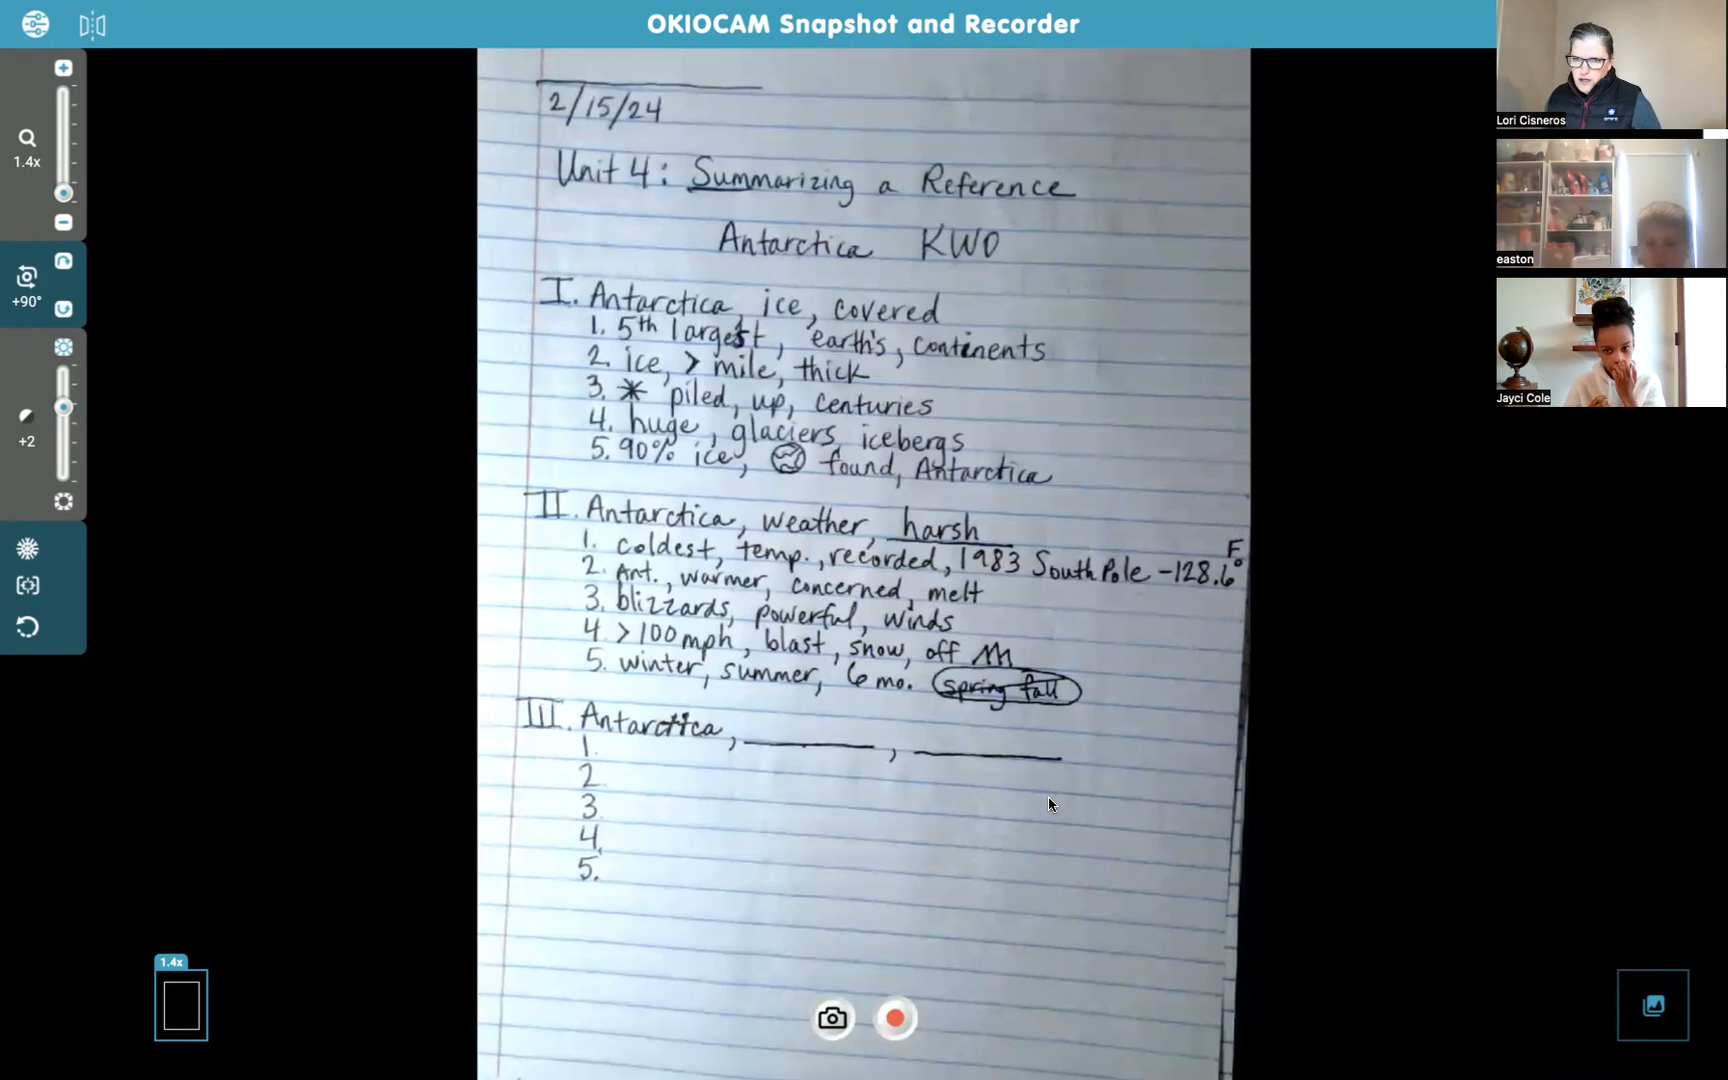 OKIOCAM Snapshot and Recorder
1.4x
+90°
+2
1.4x
Lori Cisneros
easton
Jayci Cole
2/15/24
Unit 4: Summarizing a Reference
Antarctica KWO
I. Antarctica, ice, covered
1. 5th largest, earth's, continents
2. ice, > mile, thick
3. * piled, up, centuries
4. huge, glaciers, icebergs
5. 90% ice, found, Antarctica
II. Antarctica, weather, harsh
1. coldest, temp., recorded, 1983 South Pole -128.6° F
2. Ant., warmer, concerned, melt
3. blizzards, powerful, winds
4. > 100 mph, blast, snow, off
5. winter, summer, 6 mo. spring fall
III. Antarctica, ,
1.
2.
3.
4.
5.